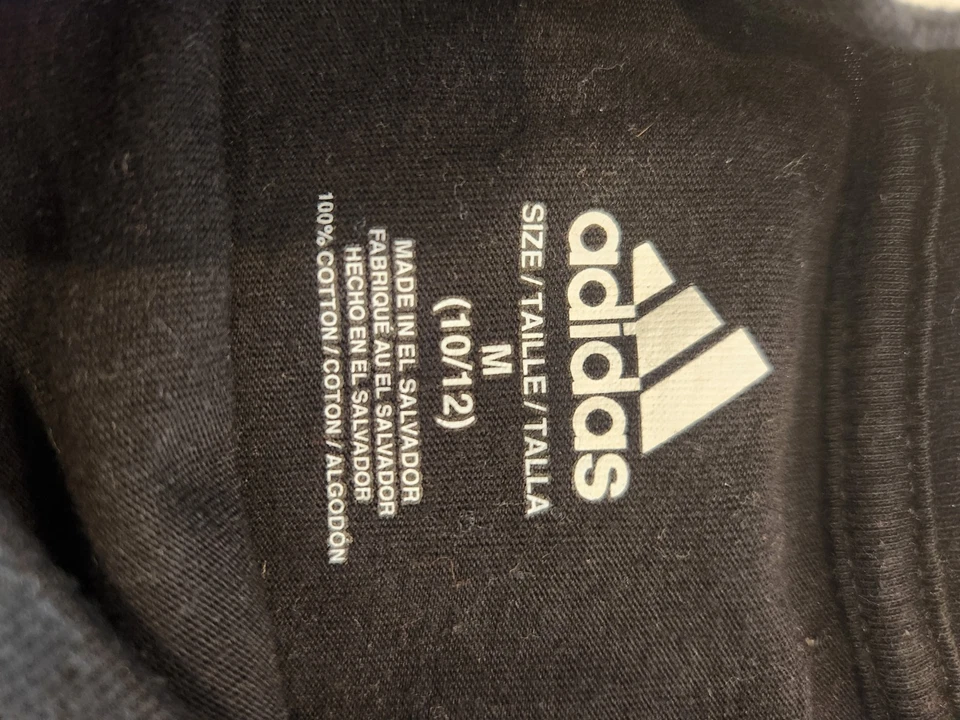 adidas
SIZE / TAILLE / TALLA
M
(10/12)
MADE IN EL SALVADOR
FABRIQUÉ AU EL SALVADOR
HECHO EN EL SALVADOR
100% COTTON / COTON / ALGODÓN